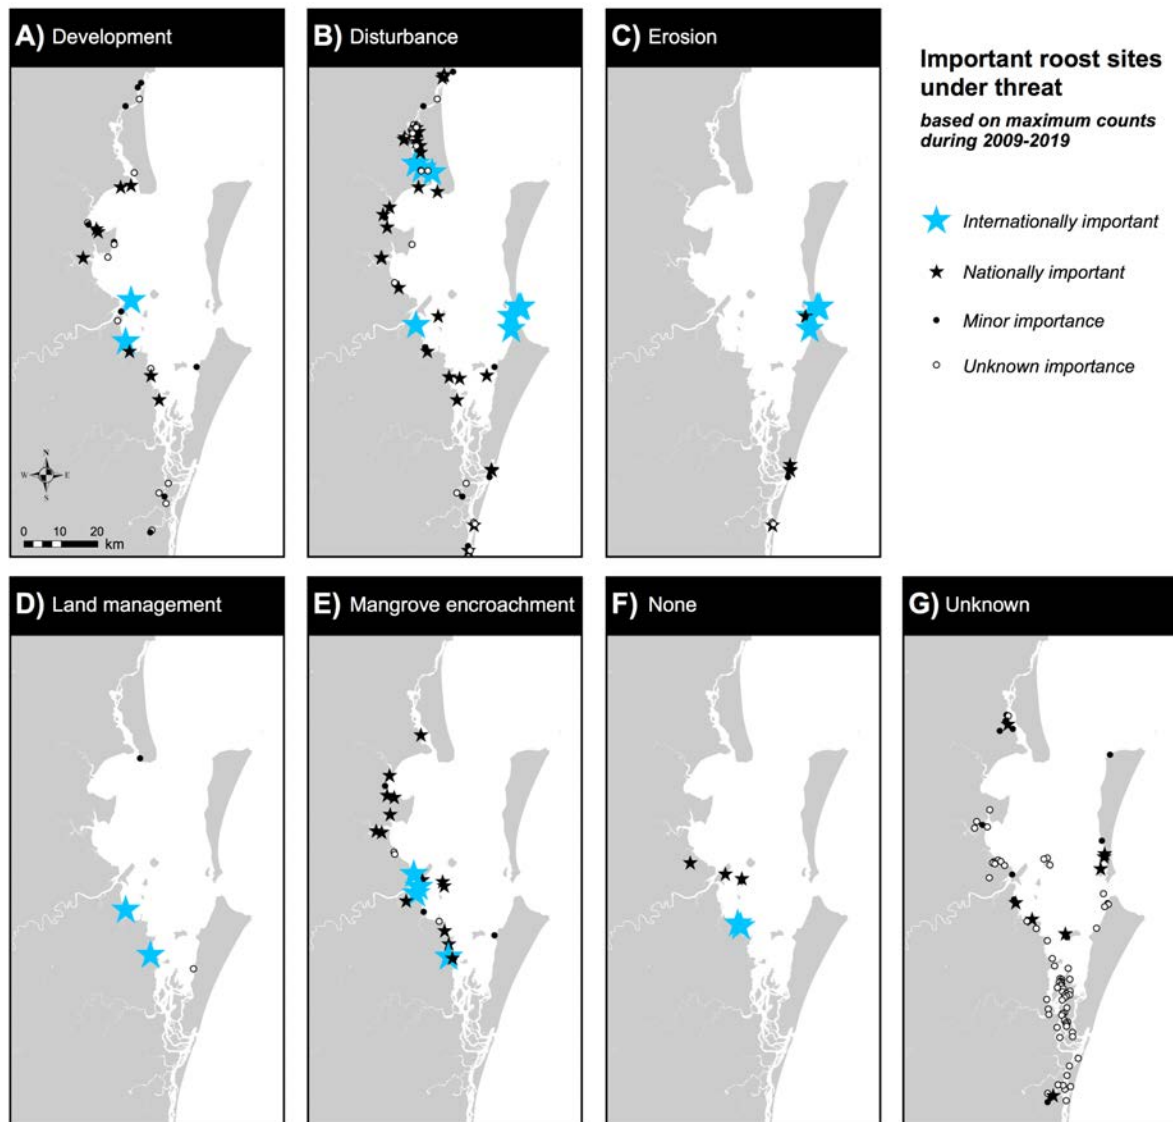 A) Development
B) Disturbance
C) Erosion
Important roost sites
under threat
based on maximum counts
during 2009-2019
Internationally important
Nationally important
Minor importance
Unknown importance
N
W E
S
0 10 20
km
D) Land management
E) Mangrove encroachment
F) None
G) Unknown